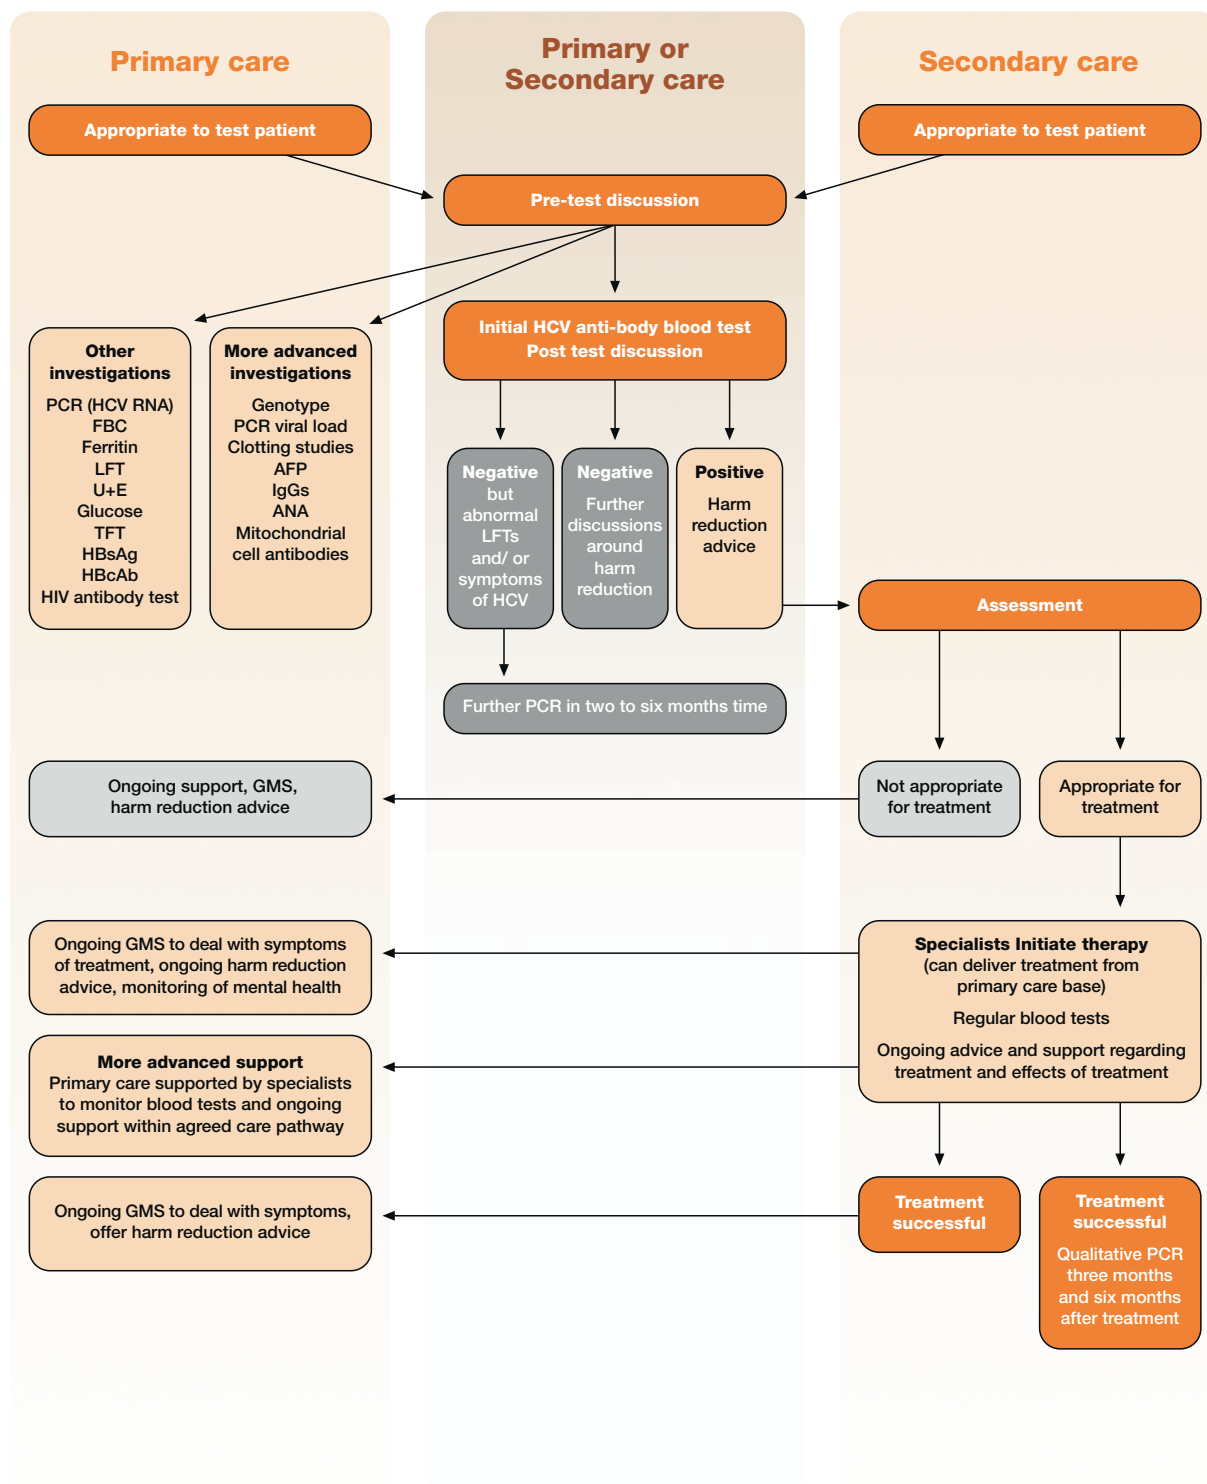 Primary care
Primary or
Secondary care
Secondary care
Appropriate to test patient
Appropriate to test patient
Pre-test discussion
Initial HCV anti-body blood test
Post test discussion
Other
investigations
PCR (HCV RNA)
FBC
Ferritin
LFT
U+E
Glucose
TFT
HBsAg
HBcAb
HIV antibody test
More advanced
investigations
Genotype
PCR viral load
Clotting studies
AFP
IgGs
ANA
Mitochondrial
cell antibodies
Negative
but
abnormal
LFTs
and/ or
symptoms
of HCV
Negative
Further
discussions
around
harm
reduction
Positive
Harm
reduction
advice
Assessment
Further PCR in two to six months time
Ongoing support, GMS,
harm reduction advice
Not appropriate
for treatment
Appropriate for
treatment
Ongoing GMS to deal with symptoms
of treatment, ongoing harm reduction
advice, monitoring of mental health
Specialists Initiate therapy
(can deliver treatment from
primary care base)
Regular blood tests
Ongoing advice and support regarding
treatment and effects of treatment
More advanced support
Primary care supported by specialists
to monitor blood tests and ongoing
support within agreed care pathway
Ongoing GMS to deal with symptoms,
offer harm reduction advice
Treatment
successful
Treatment
successful
Qualitative PCR
three months
and six months
after treatment